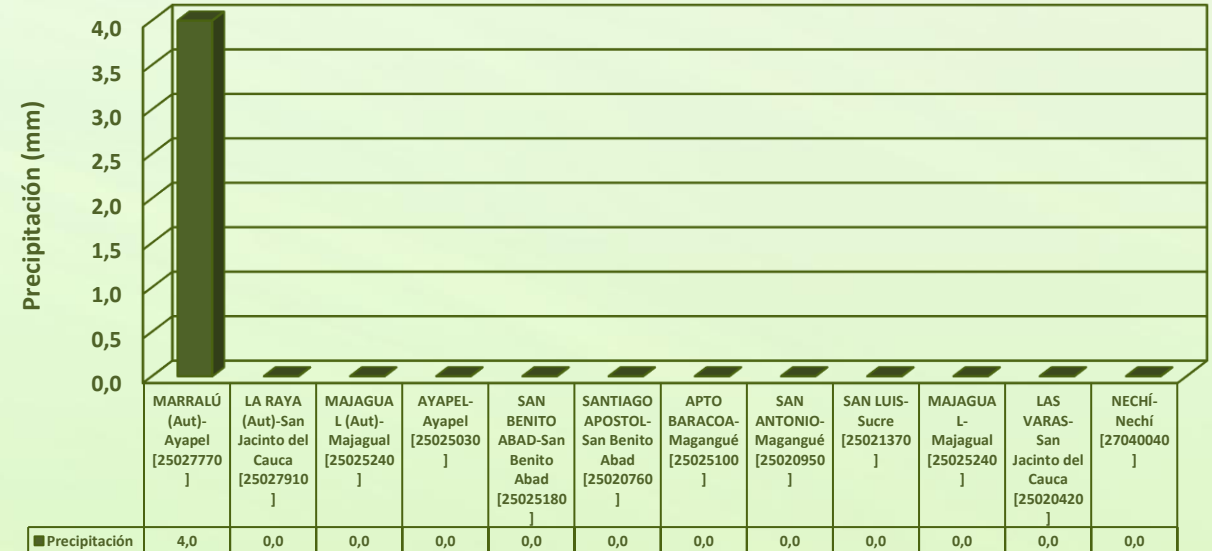 Precipitación (mm)
4,0
3,5
3,0
2,5
2,0
1,5
1,0
0,5
0,0
MARRALÚ
(Aut)-
Ayapel
[25027770
]
LA RAYA
(Aut)-San
Jacinto del
Cauca
[25027910
]
MAJAGUA
L (Aut)-
Majagual
[25025240
]
AYAPEL-
Ayapel
[25025030
]
SAN
BENITO
ABAD-San
Benito
Abad
[25025180
]
SANTIAGO
APOSTOL-
San Benito
Abad
[25020760
]
APTO
BARACOA-
Magangué
[25025100
]
SAN
ANTONIO-
Magangué
[25020950
]
SAN LUIS-
Sucre
[25021370
]
MAJAGUA
L-
Majagual
[25025240
]
LAS
VARAS-
San
Jacinto del
Cauca
[25020420
]
NECHÍ-
Nechí
[27040040
]
Precipitación 4,0 0,0 0,0 0,0 0,0 0,0 0,0 0,0 0,0 0,0 0,0 0,0